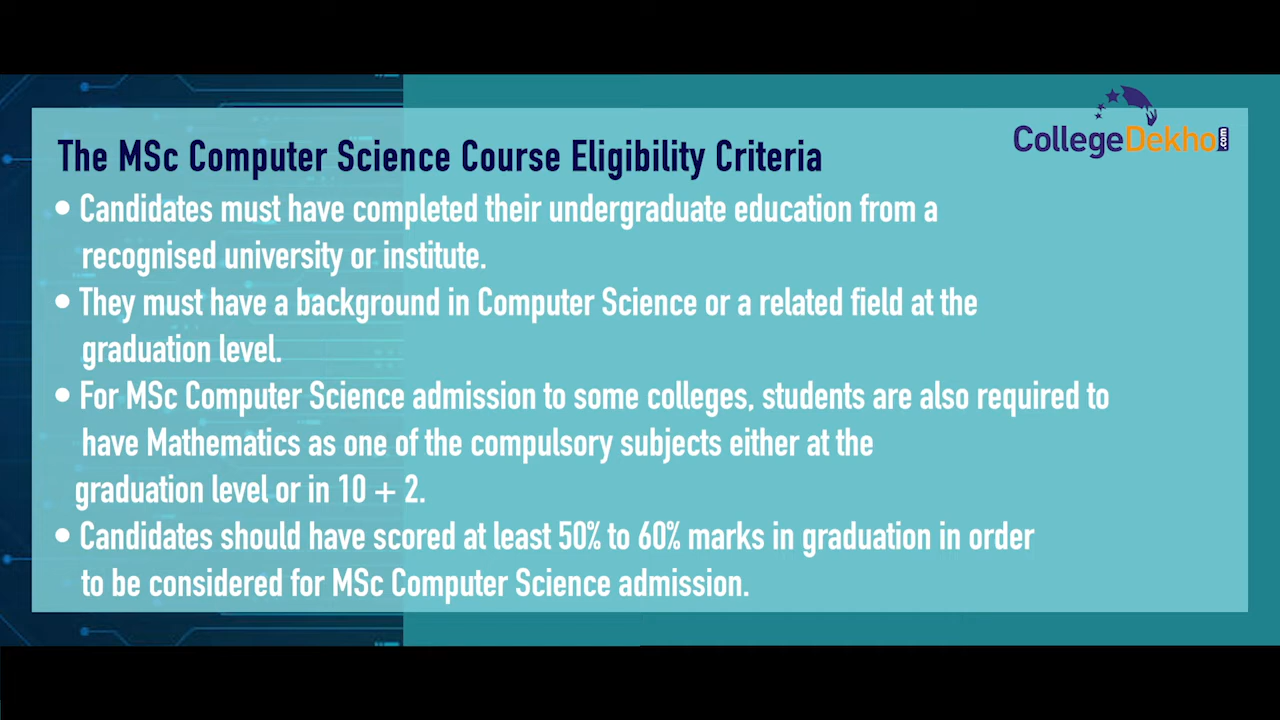 CollegeDekho.com
The MSc Computer Science Course Eligibility Criteria
• Candidates must have completed their undergraduate education from a
recognised university or institute.
• They must have a background in Computer Science or a related field at the
graduation level.
• For MSc Computer Science admission to some colleges, students are also required to
have Mathematics as one of the compulsory subjects either at the
graduation level or in 10 + 2.
• Candidates should have scored at least 50% to 60% marks in graduation in order
to be considered for MSc Computer Science admission.